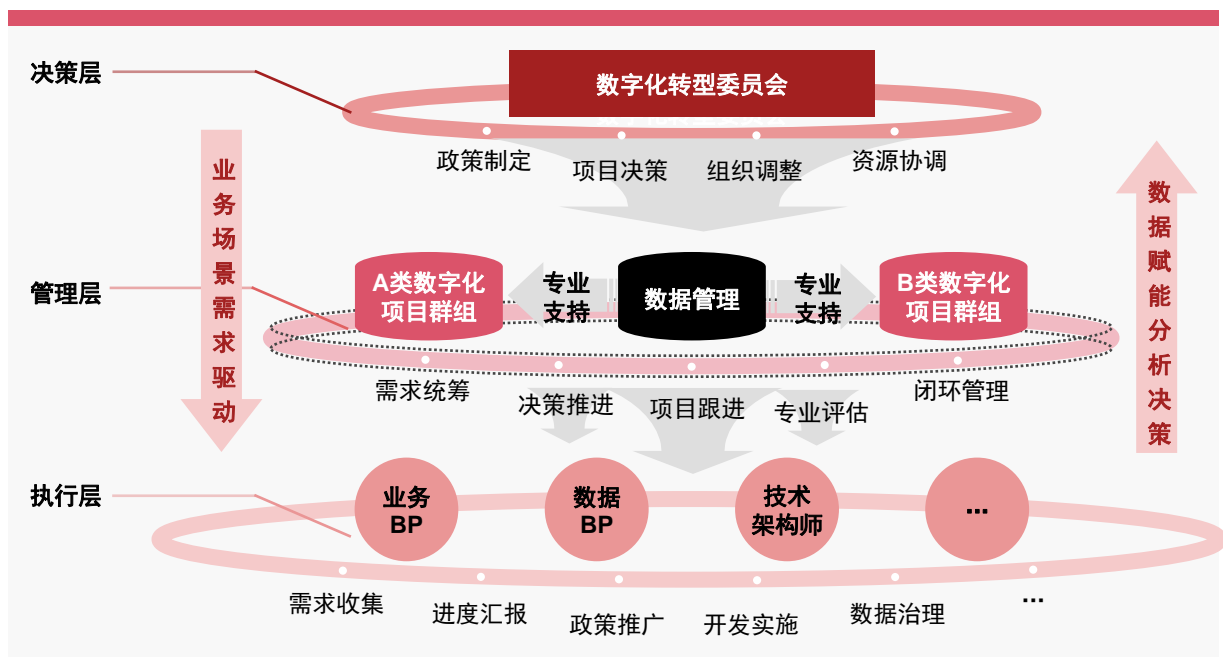 决策层
数字化转型委员会
政策制定
项目决策
组织调整
资源协调
业务场景需求驱动
数据赋能分析决策
管理层
A类数字化
项目群组
专业
支持
数据管理
专业
支持
B类数字化
项目群组
需求统筹
决策推进
项目跟进
专业评估
闭环管理
执行层
业务
BP
数据
BP
技术
架构师
...
需求收集
进度汇报
政策推广
开发实施
数据治理
...